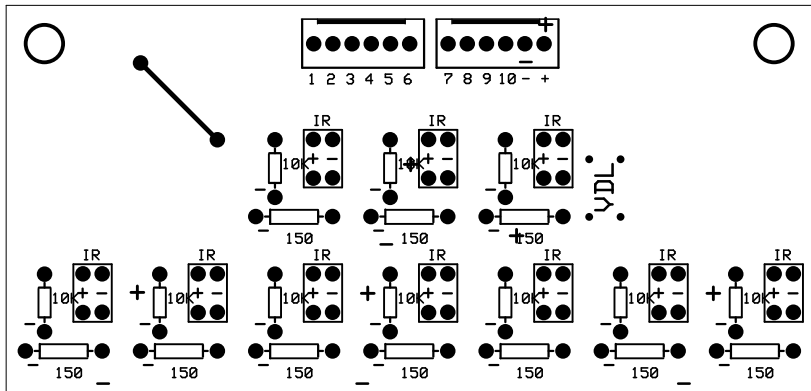 +
−
1 2 3 4 5 6 7 8 9 10 − +
IR IR IR
10K + − 10K + − 10K + −
− − −
VDL
− 150 − 150 − 150
− +
IR IR IR IR IR IR IR
10K + − + 10K + − 10K + − + 10K + − 10K + − 10K + − + 10K + −
− − − − − − −
− 150 − 150 − 150 − 150 − 150 − 150 − 150
− − −